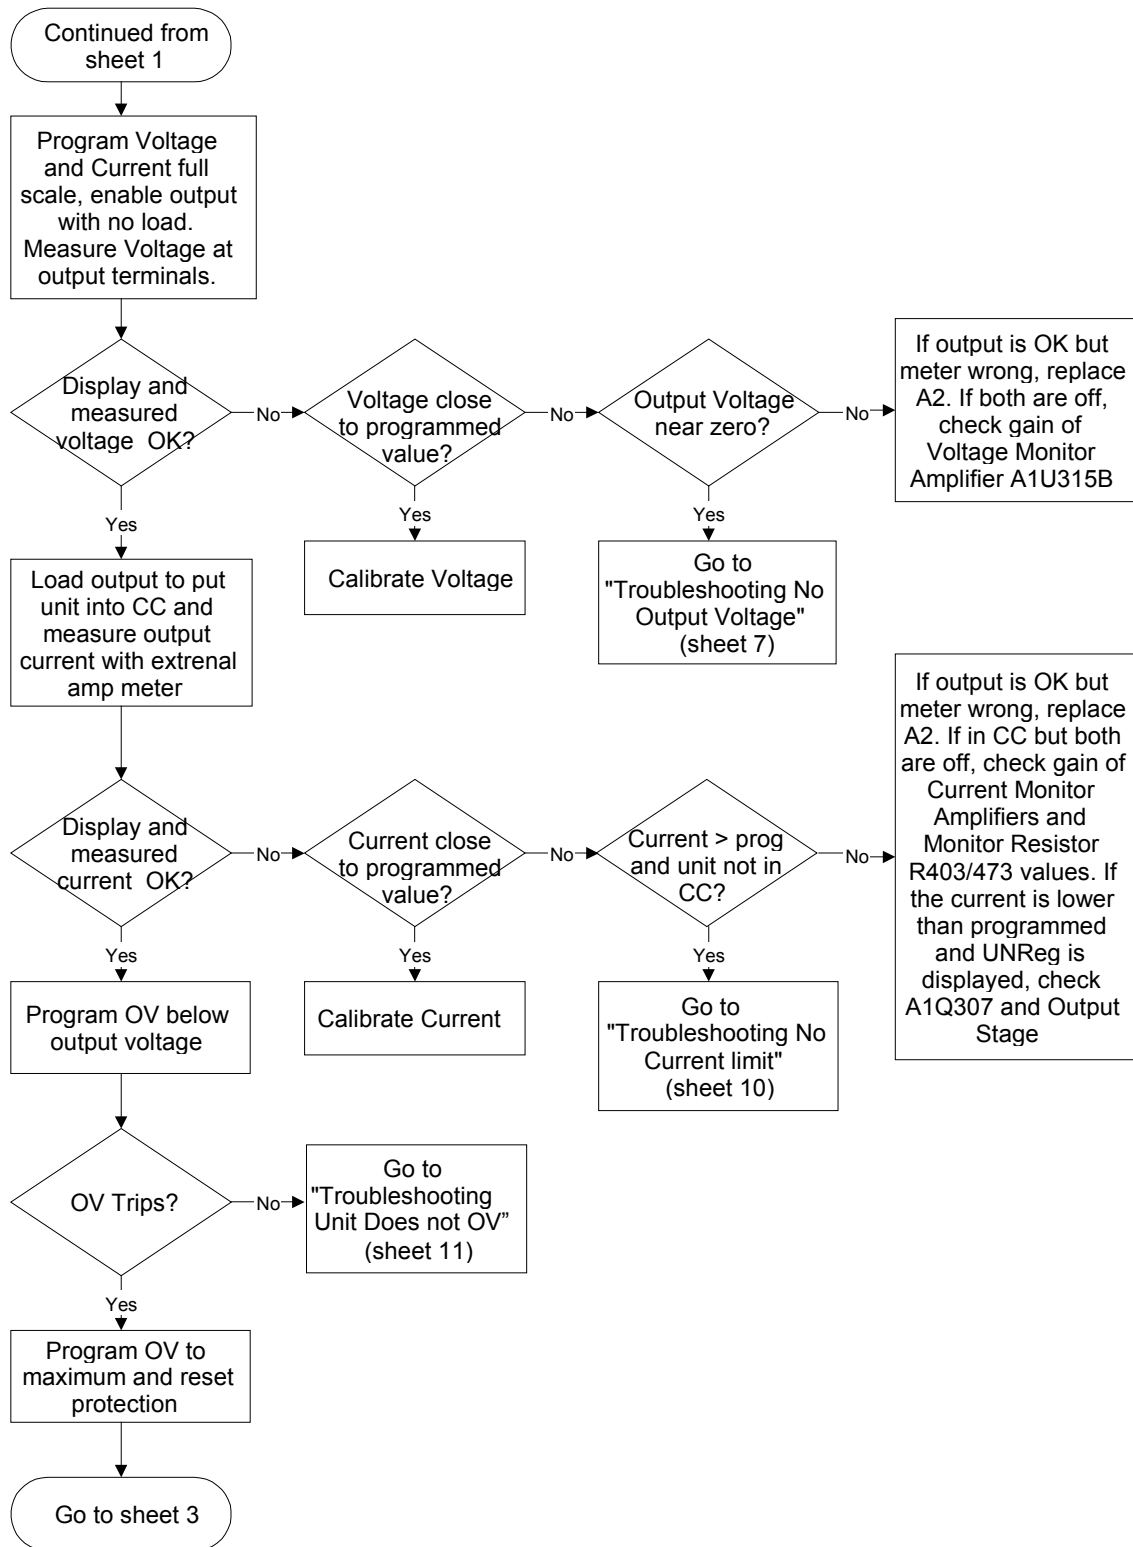 Continued from
sheet 1
Program Voltage
and Current full
scale, enable output
with no load.
Measure Voltage at
output terminals.
Display and
measured
voltage OK?
No
Voltage close
to programmed
value?
No
Output Voltage
near zero?
No
If output is OK but
meter wrong, replace
A2. If both are off,
check gain of
Voltage Monitor
Amplifier A1U315B
Yes
Yes
Yes
Load output to put
unit into CC and
measure output
current with extrenal
amp meter
Calibrate Voltage
Go to
"Troubleshooting No
Output Voltage"
(sheet 7)
Display and
measured
current OK?
No
Current close
to programmed
value?
No
Current > prog
and unit not in
CC?
No
If output is OK but
meter wrong, replace
A2. If in CC but both
are off, check gain of
Current Monitor
Amplifiers and
Monitor Resistor
R403/473 values. If
the current is lower
than programmed
and UNReg is
displayed, check
A1Q307 and Output
Stage
Yes
Yes
Yes
Program OV below
output voltage
Calibrate Current
Go to
"Troubleshooting No
Current limit"
(sheet 10)
OV Trips?
No
Go to
"Troubleshooting
Unit Does not OV”
(sheet 11)
Yes
Program OV to
maximum and reset
protection
Go to sheet 3